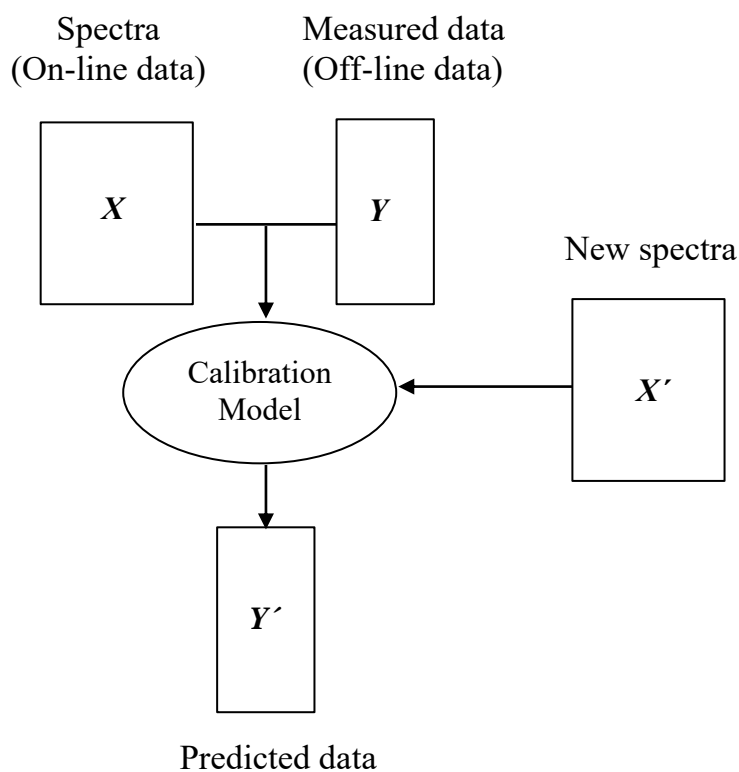 Spectra
(On-line data)
Measured data
(Off-line data)
X
Y
New spectra
Calibration
Model
X´
Y´
Predicted data